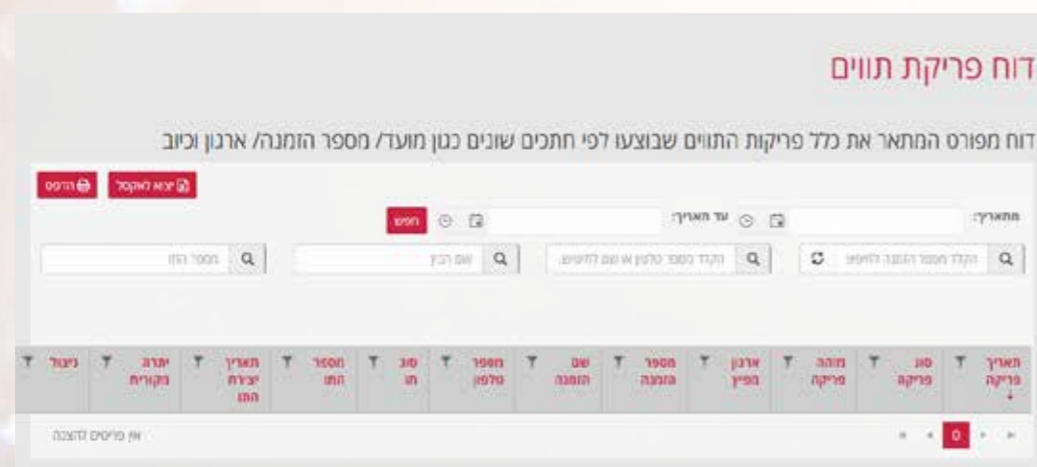 דוח פריקת תווים
דוח מפורט המתאר את כלל פריקות התווים שבוצעו לפי חתכים שונים כגון מועד/ מספר הזמנה/ ארגון וכיוב
יצוא לאקסל הדפס
מתאריך: עד תאריך: חפש
הקלד מספר הזמנה לחיפוש הקלד מספר טלפון או שם לחיפוש. שם רבין מספר התו
תאריך סוג מזהה ארגון מספר שם מספר סוג מספר תאריך יתרה ניצול
פריקה פריקה פריקה מפיץ הזמנה הזמנה טלפון תו התו יצירת מקורית
התו
0 אין פריטים להצגה